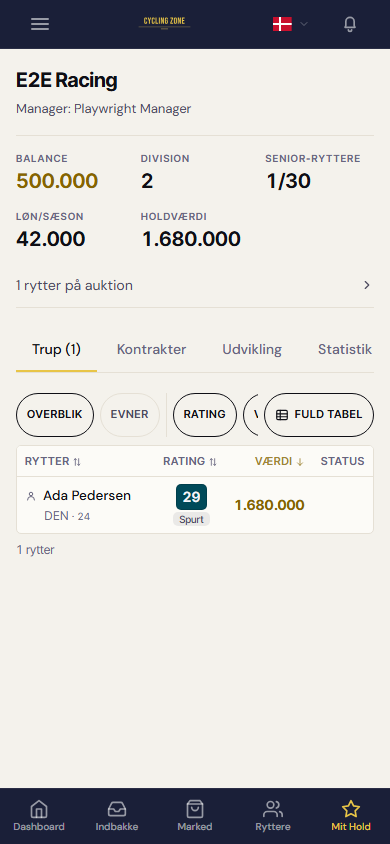 CYCLING ZONE
E2E Racing
Manager: Playwright Manager
BALANCE DIVISION SENIOR-RYTTERE
500.000 2 1/30
LØN/SÆSON HOLDVÆRDI
42.000 1.680.000
1 rytter på auktion
Trup (1) Kontrakter Udvikling Statistik
OVERBLIK EVNER RATING FULD TABEL
RYTTER RATING VÆRDI STATUS
Ada Pedersen 29 1.680.000
DEN · 24 Spurt
1 rytter
Dashboard Indbakke Marked Ryttere Mit Hold